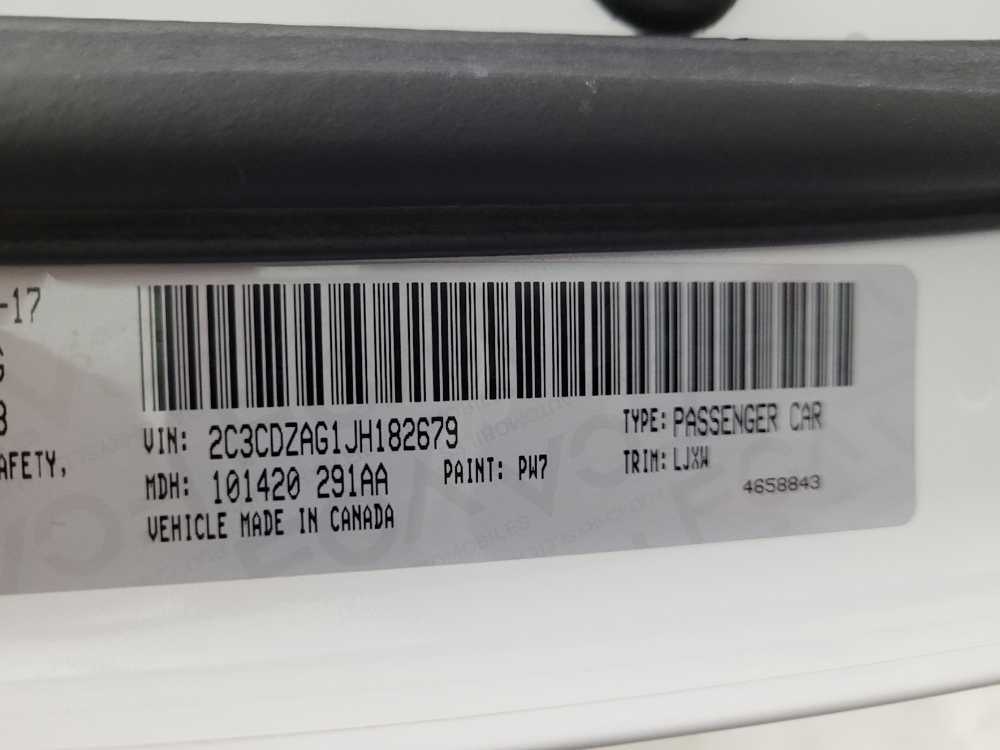 -17
8
AFETY,
VIN: 2C3CDZAG1JH182679
TYPE: PASSENGER CAR
MDH: 101420 291AA
PAINT: PW7
TRIM: LJXW
4658843
VEHICLE MADE IN CANADA